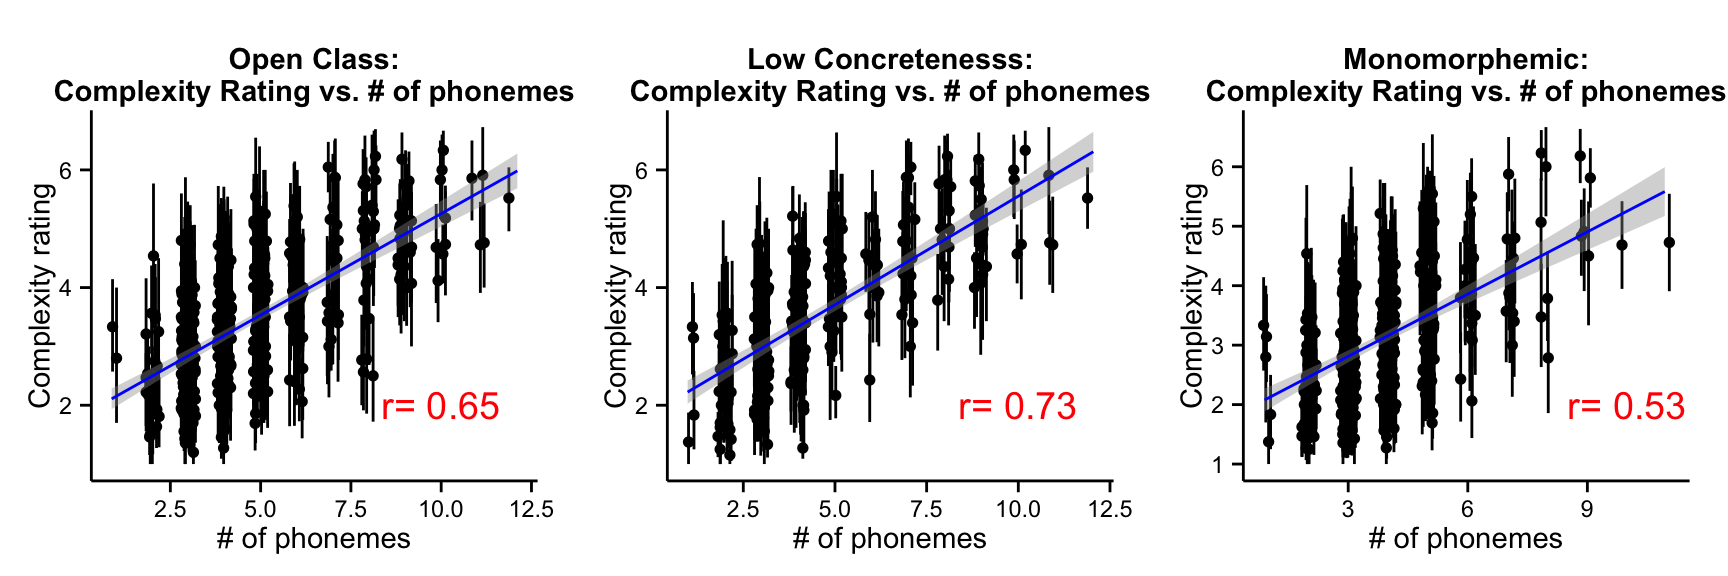 Open Class:
Complexity Rating vs. # of phonemes
Complexity rating
6
4
2
r= 0.65
2.5 5.0 7.5 10.0 12.5
# of phonemes
Low Concretenesss:
Complexity Rating vs. # of phonemes
Complexity rating
6
4
2
r= 0.73
2.5 5.0 7.5 10.0 12.5
# of phonemes
Monomorphemic:
Complexity Rating vs. # of phonemes
Complexity rating
6
5
4
3
2
1
r= 0.53
3 6 9
# of phonemes